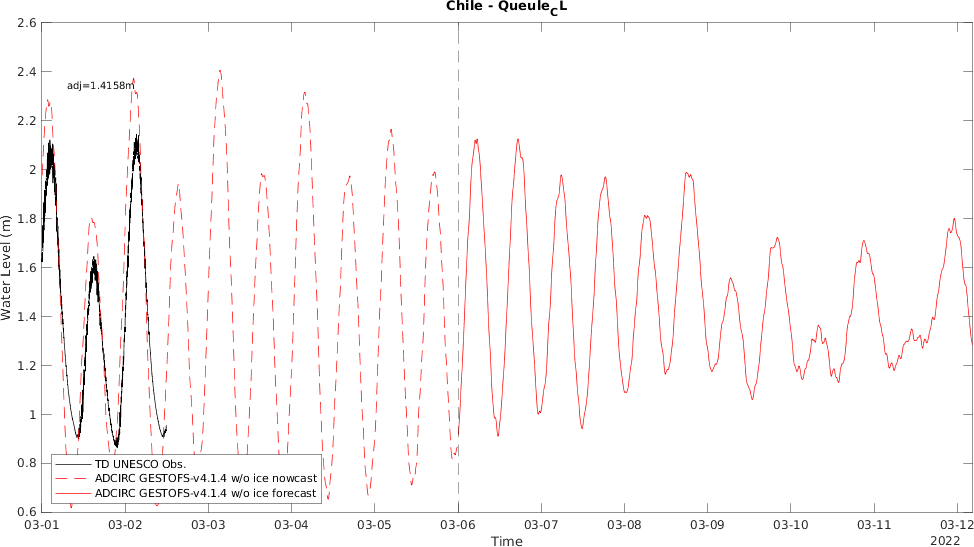 Chile - Queule_CL
2.6
2.4
2.2
2
1.8
1.6
1.4
1.2
1
0.8
0.6
Water Level (m)
adj=1.4158m
TD UNESCO Obs.
ADCIRC GESTOFS-v4.1.4 w/o ice nowcast
ADCIRC GESTOFS-v4.1.4 w/o ice forecast
03-01 03-02 03-03 03-04 03-05 03-06 03-07 03-08 03-09 03-10 03-11 03-12
Time
2022